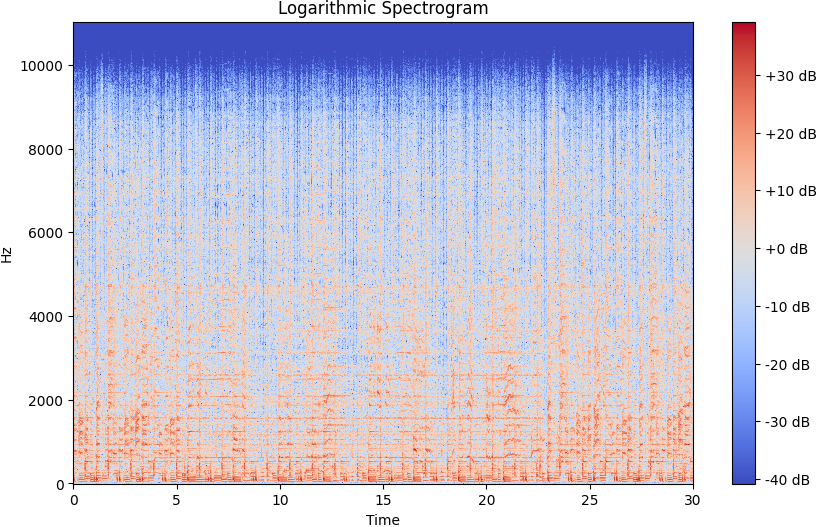 Logarithmic Spectrogram
Hz
10000
8000
6000
4000
2000
0
0 5 10 15 20 25 30
Time
+30 dB
+20 dB
+10 dB
+0 dB
-10 dB
-20 dB
-30 dB
-40 dB